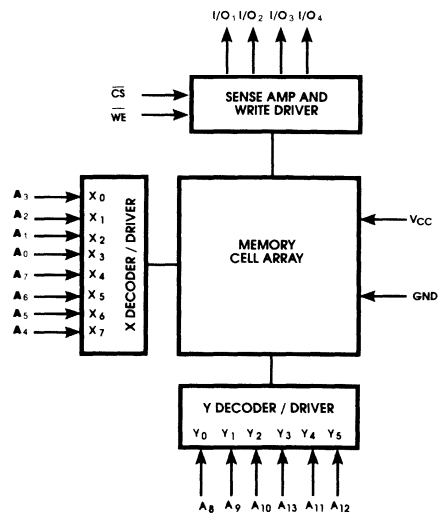 I/O1 I/O2 I/O3 I/O4
CS
WE
SENSE AMP AND
WRITE DRIVER
A3 X0
A2 X1
A1 X2
A0 X3
A7 X4
A6 X5
A5 X6
A4 X7
X DECODER / DRIVER
MEMORY
CELL ARRAY
VCC
GND
Y DECODER / DRIVER
Y0 Y1 Y2 Y3 Y4 Y5
A8 A9 A10 A13 A11 A12